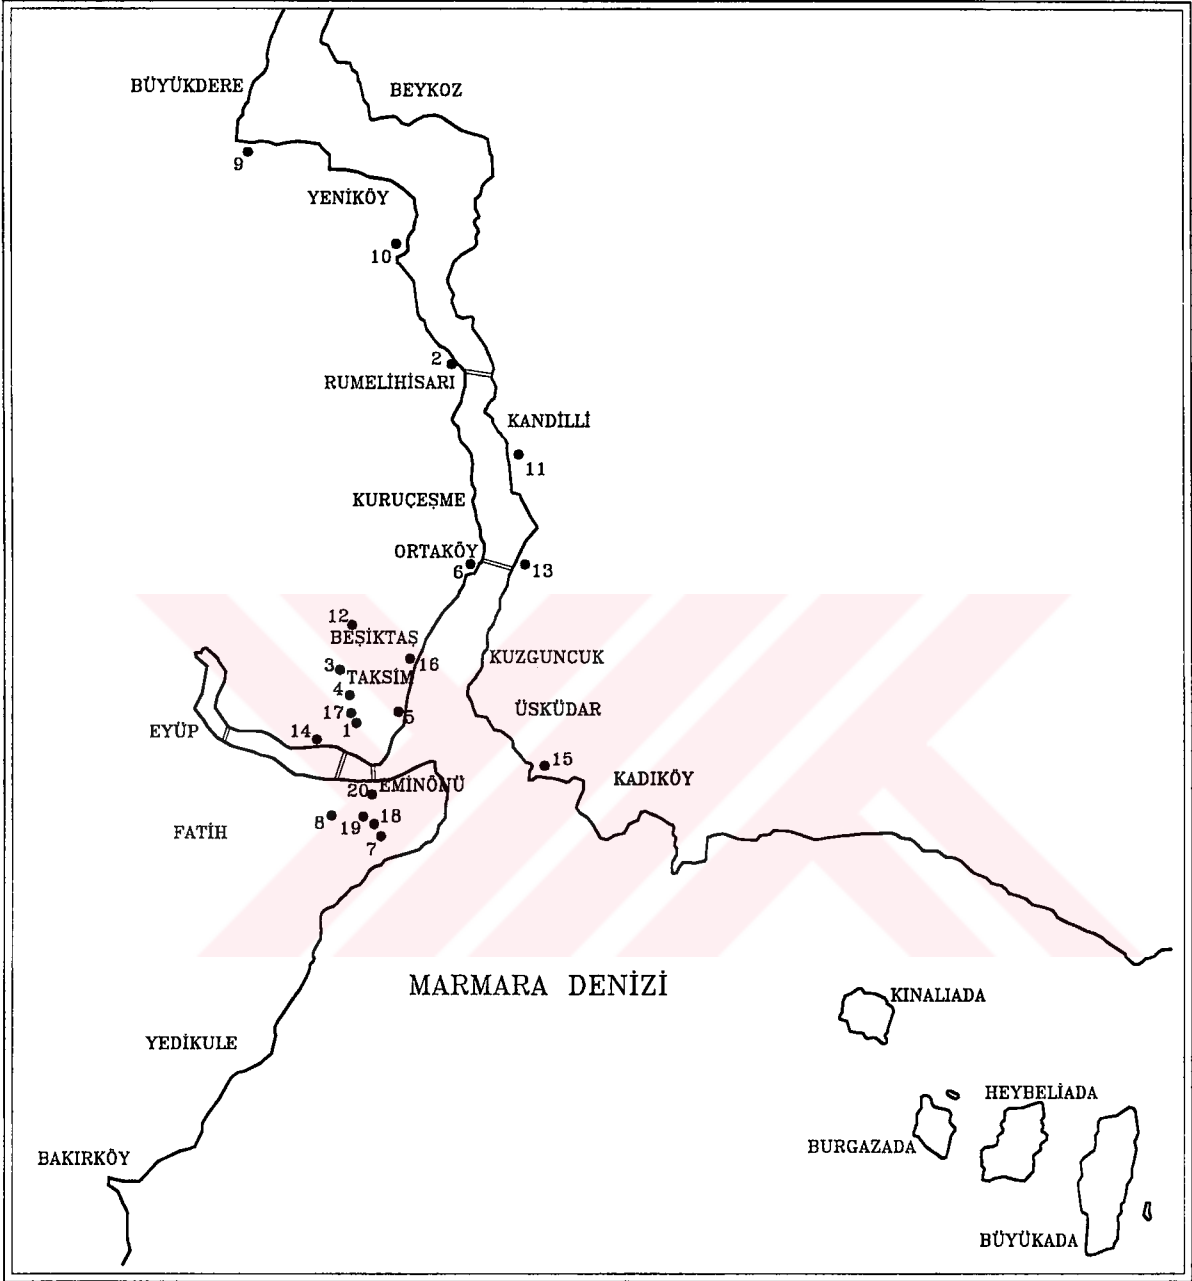 BÜYÜKDERE
BEYKOZ
9
YENİKÖY
10
2
RUMELİHİSARI
KANDİLLİ
11
KURUÇEŞME
ORTAKÖY
6
13
12
BEŞİKTAŞ
16
KUZGUNCUK
3
TAKSİM
4
17
5
ÜSKÜDAR
EYÜP
14
1
15
KADIKÖY
20
EMİNÖNÜ
8
19
18
FATİH
7
MARMARA DENİZİ
KINALIADA
YEDİKULE
HEYBELİADA
BURGAZADA
BAKIRKÖY
BÜYÜKADA